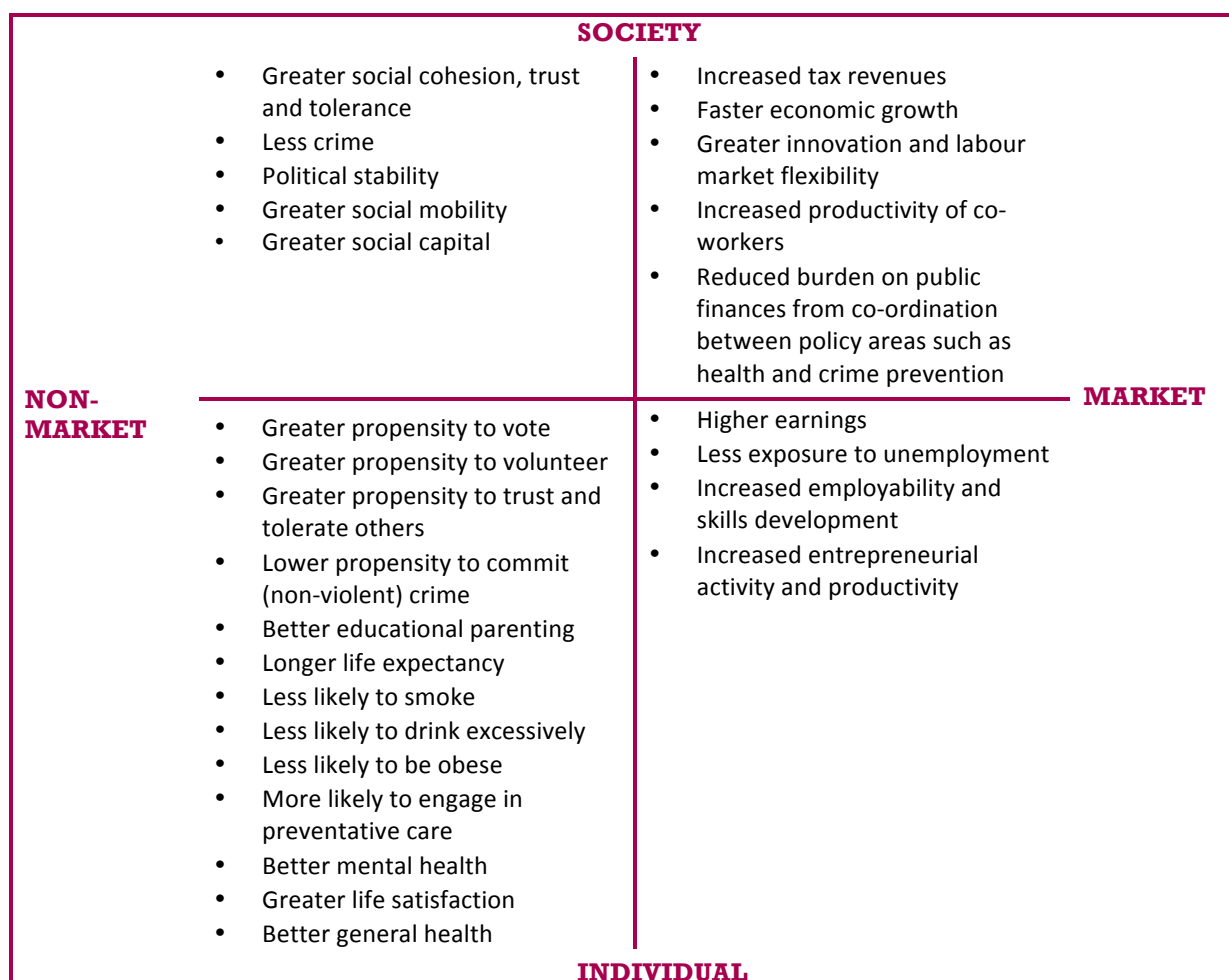 SOCIETY
• Greater social cohesion, trust
and tolerance
• Less crime
• Political stability
• Greater social mobility
• Greater social capital
• Increased tax revenues
• Faster economic growth
• Greater innovation and labour
market flexibility
• Increased productivity of co-
workers
• Reduced burden on public
finances from co-ordination
between policy areas such as
health and crime prevention
NON-
MARKET
MARKET
• Greater propensity to vote
• Greater propensity to volunteer
• Greater propensity to trust and
tolerate others
• Lower propensity to commit
(non-violent) crime
• Better educational parenting
• Longer life expectancy
• Less likely to smoke
• Less likely to drink excessively
• Less likely to be obese
• More likely to engage in
preventative care
• Better mental health
• Greater life satisfaction
• Better general health
• Higher earnings
• Less exposure to unemployment
• Increased employability and
skills development
• Increased entrepreneurial
activity and productivity
INDIVIDUAL